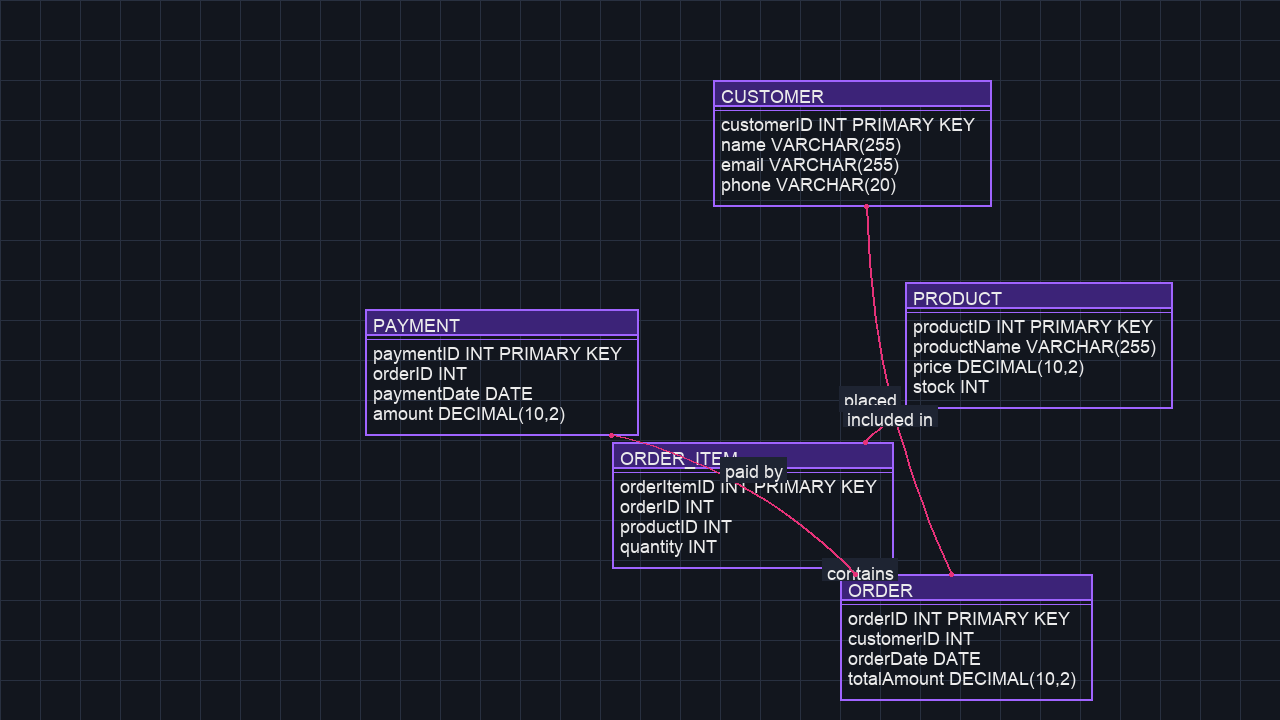 CUSTOMER
customerID INT PRIMARY KEY
name VARCHAR(255)
email VARCHAR(255)
phone VARCHAR(20)
PRODUCT
productID INT PRIMARY KEY
productName VARCHAR(255)
price DECIMAL(10,2)
stock INT
PAYMENT
paymentID INT PRIMARY KEY
orderID INT
paymentDate DATE
amount DECIMAL(10,2)
placed
included in
ORDER_ITEM
paid by
orderItemID INT PRIMARY KEY
orderID INT
productID INT
quantity INT
contains
ORDER
orderID INT PRIMARY KEY
customerID INT
orderDate DATE
totalAmount DECIMAL(10,2)